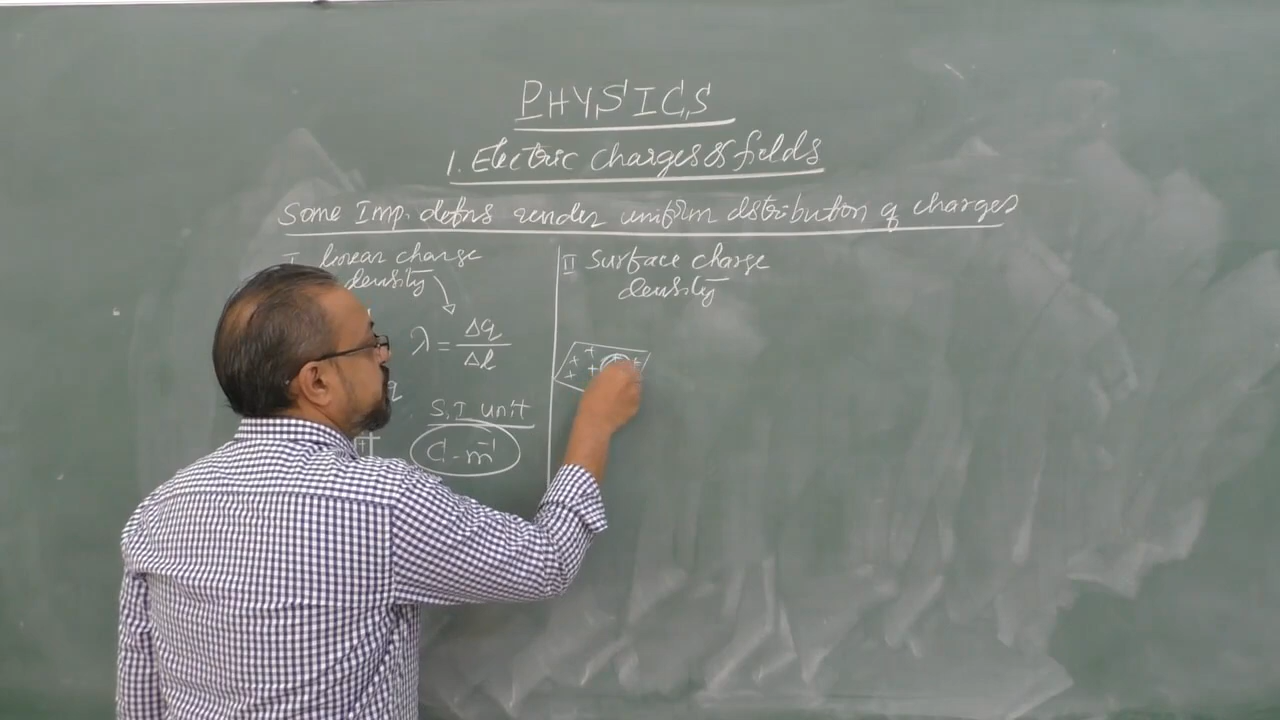 PHYSICS
1. Electric charges & fields
Some Imp. defns under uniform distribution of charges
I linear charge
density
λ = Δq
Δl
q
S.I unit
C-m⁻¹
II Surface charge
density
+ + + + + +